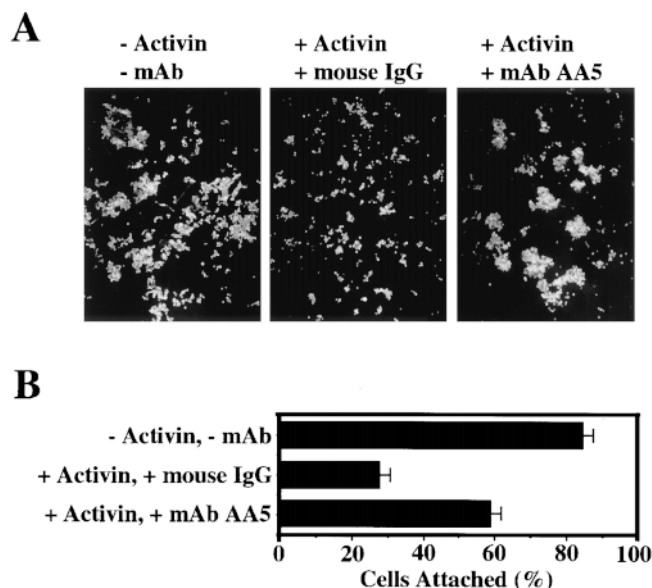 A
- Activin
- mAb
+ Activin
+ mouse IgG
+ Activin
+ mAb AA5
B
- Activin, - mAb
+ Activin, + mouse IgG
+ Activin, + mAb AA5
0 20 40 60 80 100
Cells Attached (%)